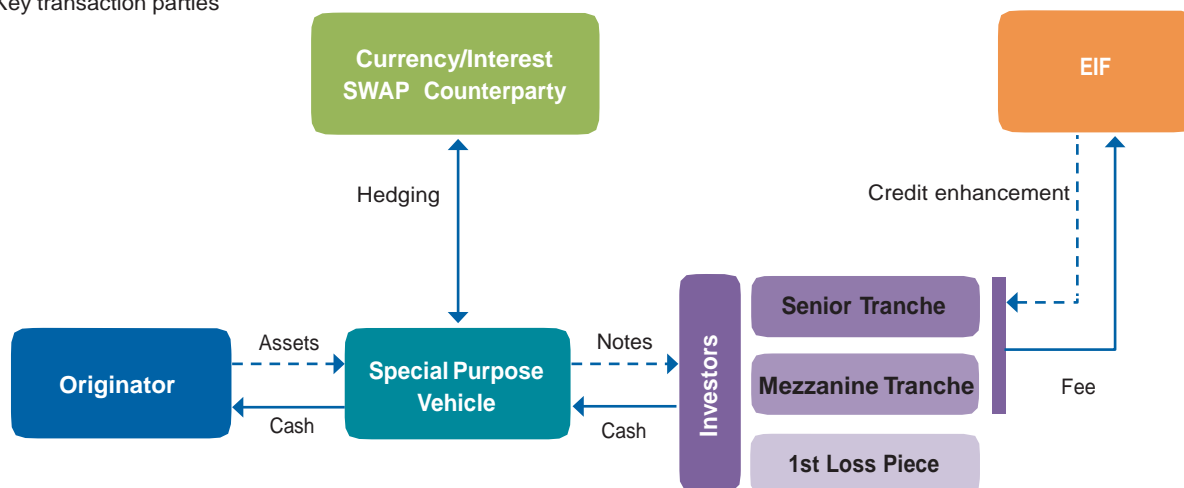 Key transaction parties
Currency/Interest
SWAP Counterparty
EIF
Hedging
Credit enhancement
Senior Tranche
Assets
Notes
Originator
Special Purpose
Vehicle
Investors
Mezzanine Tranche
Fee
Cash
Cash
1st Loss Piece